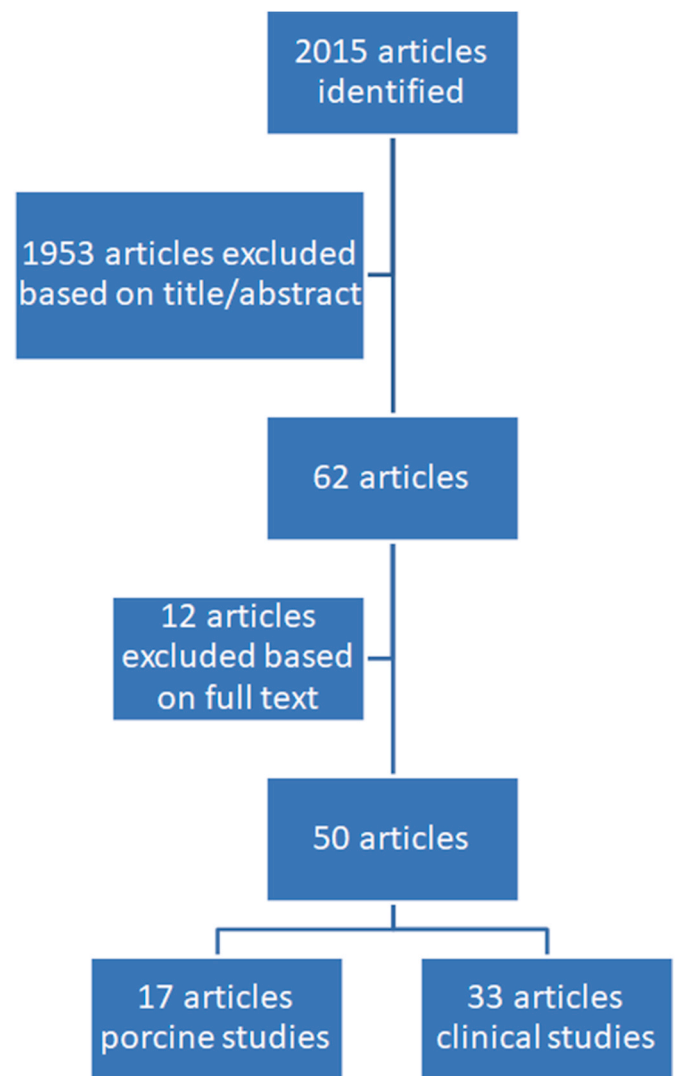 2015 articles
identified
1953 articles excluded
based on title/abstract
62 articles
12 articles
excluded based
on full text
50 articles
17 articles
porcine studies
33 articles
clinical studies